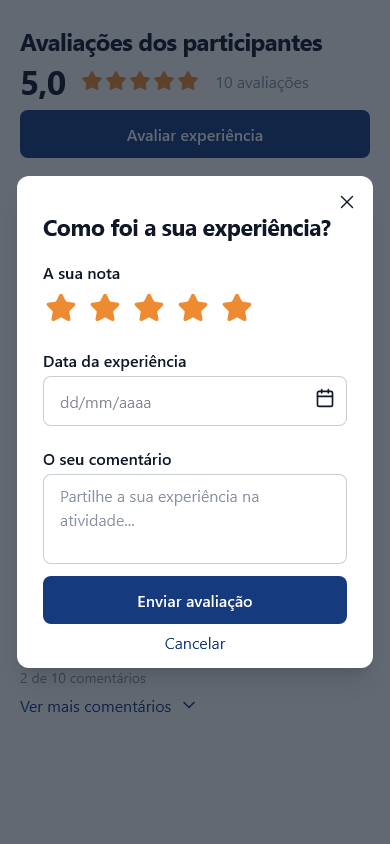 Avaliações dos participantes
5,0 10 avaliações
Avaliar experiência
Como foi a sua experiência?
A sua nota
Data da experiência
dd/mm/aaaa
O seu comentário
Partilhe a sua experiência na
atividade...
Enviar avaliação
Cancelar
2 de 10 comentários
Ver mais comentários